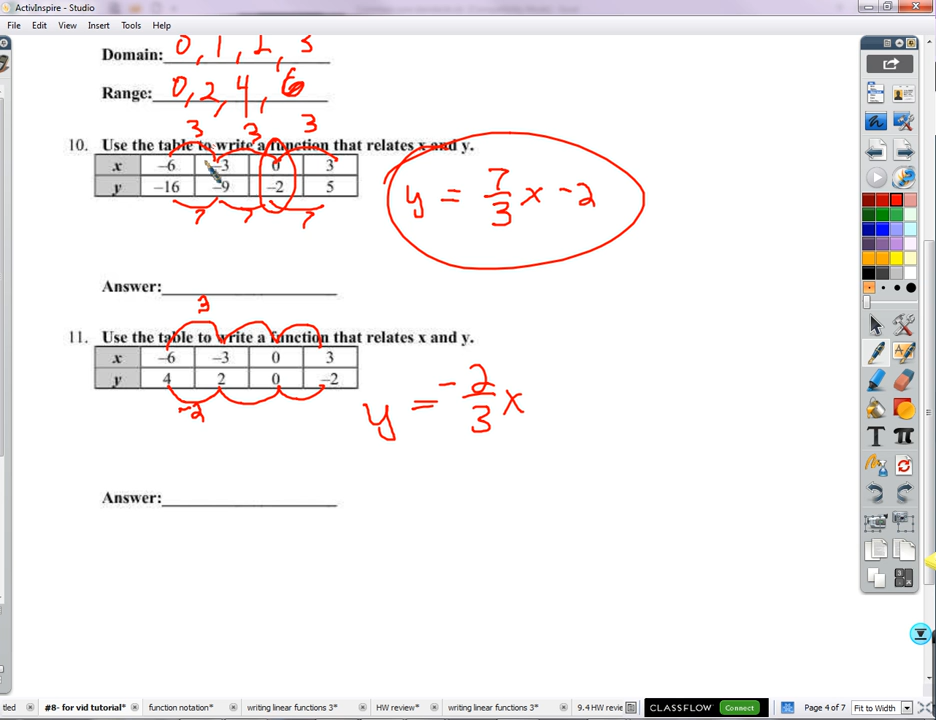 ActivInspire - Studio
File Edit View Insert Tools Help
Domain: 0, 1, 2, 3
Range: 0, 2, 4, 6
3 3 3
10. Use the table to write a function that relates x and y.
x –6 –3 0 3
y –16 –9 –2 5
7 7 7
y = 7/3 x -2
Answer:
3
11. Use the table to write a function that relates x and y.
x –6 –3 0 3
y 4 2 0 –2
-2
y = -2/3 x
Answer:
tled #8- for vid tutorial* function notation* writing linear functions 3* HW review* writing linear functions 3* 9.4 HW revie CLASSFLOW Connect Page 4 of 7 Fit to Width